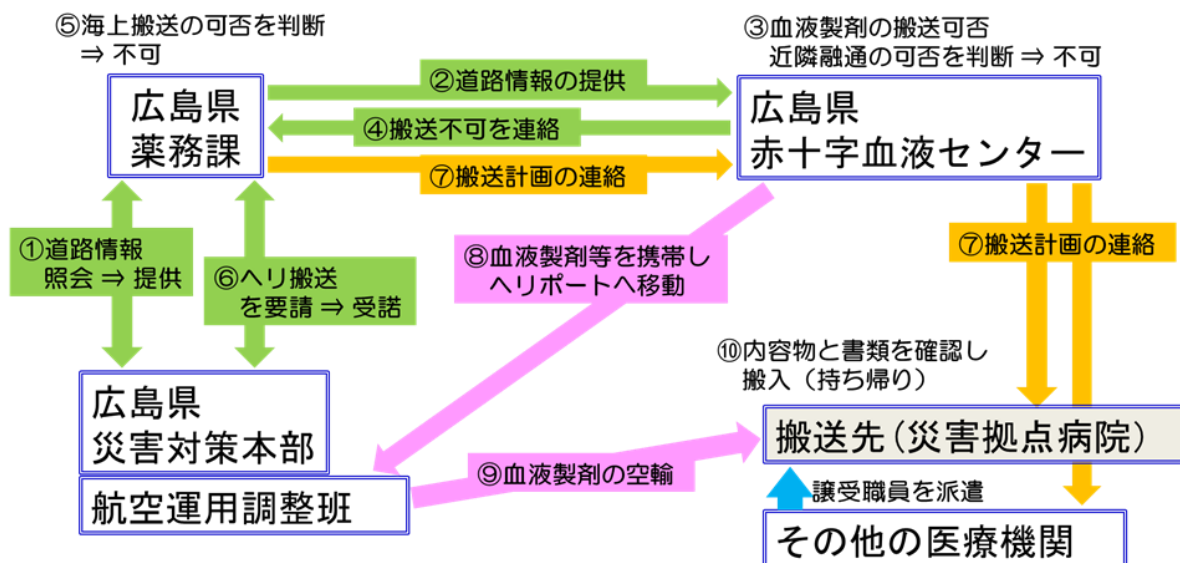 ⑤海上搬送の可否を判断
⇒ 不可
③血液製剤の搬送可否
近隣融通の可否を判断 ⇒ 不可
広島県
薬務課
②道路情報の提供
④搬送不可を連絡
⑦搬送計画の連絡
広島県
赤十字血液センター
①道路情報
照会 ⇒ 提供
⑥ヘリ搬送
を要請 ⇒ 受諾
⑧血液製剤等を携帯し
ヘリポートへ移動
⑦搬送計画の連絡
⑩内容物と書類を確認し
搬入（持ち帰り）
広島県
災害対策本部
航空運用調整班
⑨血液製剤の空輸
搬送先（災害拠点病院）
譲受職員を派遣
その他の医療機関